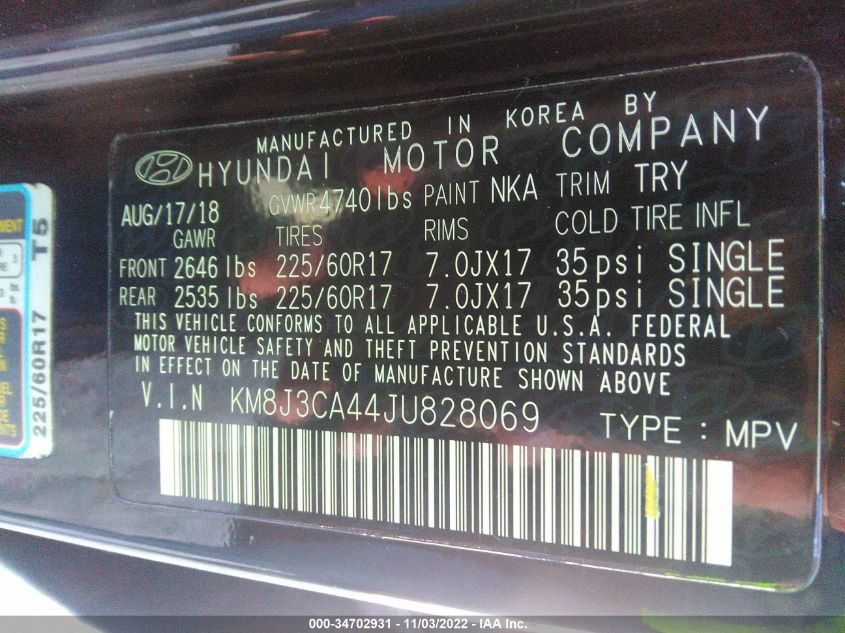 MANUFACTURED IN KOREA BY
HYUNDAI MOTOR COMPANY
AUG/17/18 GVWR 4740 lbs PAINT NKA TRIM TRY
GAWR TIRES RIMS COLD TIRE INFL
FRONT 2646 lbs 225/60R17 7.0JX17 35psi SINGLE
REAR 2535 lbs 225/60R17 7.0JX17 35psi SINGLE
THIS VEHICLE CONFORMS TO ALL APPLICABLE U.S.A. FEDERAL
MOTOR VEHICLE SAFETY AND THEFT PREVENTION STANDARDS
IN EFFECT ON THE DATE OF MANUFACTURE SHOWN ABOVE
V.I.N KM8J3CA44JU828069 TYPE : MPV
225/60R17 T5
000-34702931 - 11/03/2022 - IAA Inc.